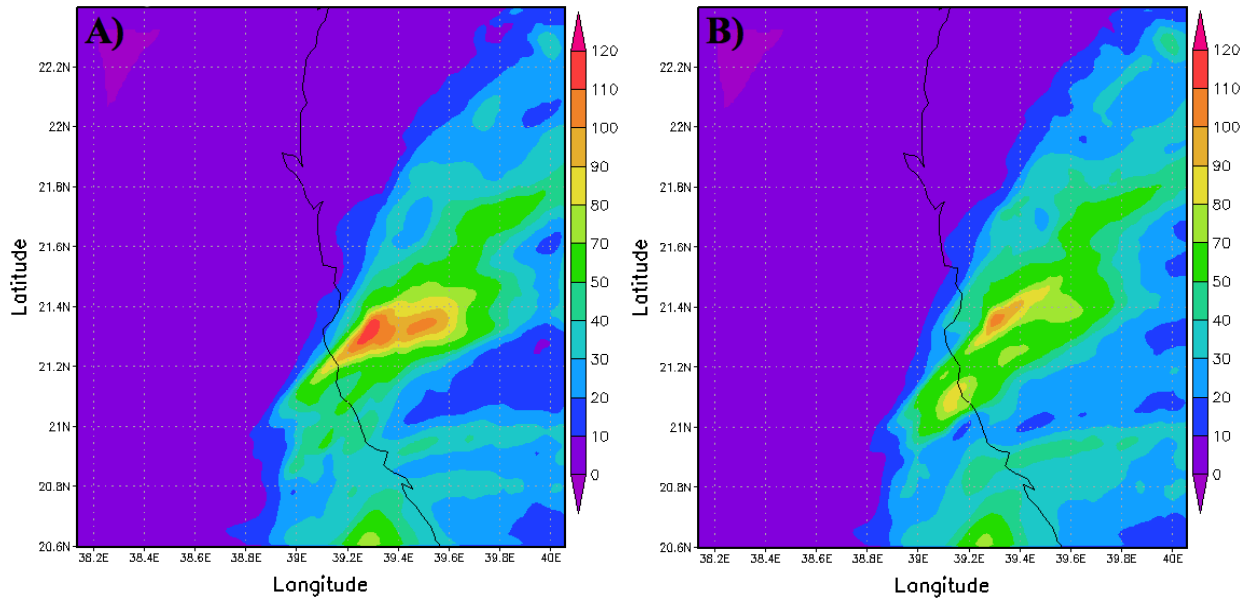 A)
22.2N
22N
21.8N
21.6N
21.4N
21.2N
21N
20.8N
20.6N
Latitude
38.2E 38.4E 38.6E 38.8E 39E 39.2E 39.4E 39.6E 39.8E 40E
Longitude
120
110
100
90
80
70
60
50
40
30
20
10
0
B)
22.2N
22N
21.8N
21.6N
21.4N
21.2N
21N
20.8N
20.6N
Latitude
38.2E 38.4E 38.6E 38.8E 39E 39.2E 39.4E 39.6E 39.8E 40E
Longitude
120
110
100
90
80
70
60
50
40
30
20
10
0